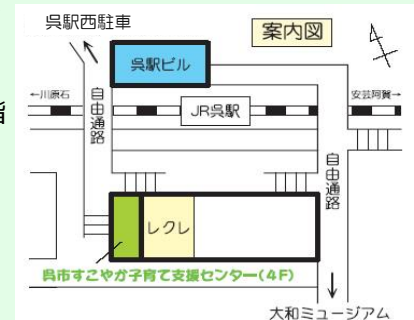 呉駅西駐車
案内図
呉駅ビル
←川原石
JR呉駅
安芸阿賀→
自由通路
自由通路
階
レクレ
呉市すこやか子育て支援センター(4F)
大和ミュージアム